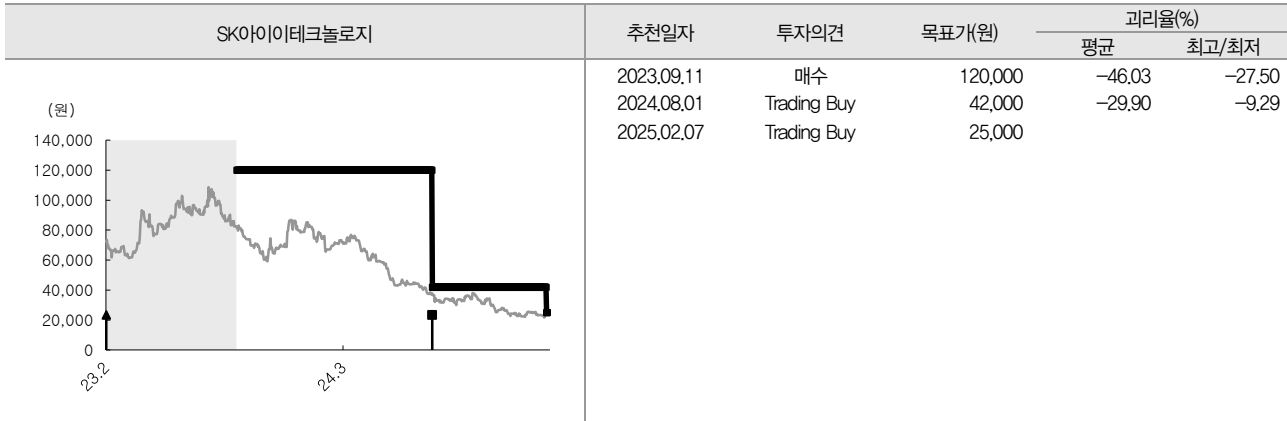 SK아이이테크놀로지
추천일자 투자의견 목표가(원) 괴리율(%)
평균 최고/최저
2023.09.11 매수 120,000 -46.03 -27.50
2024.08.01 Trading Buy 42,000 -29.90 -9.29
2025.02.07 Trading Buy 25,000
(원)
140,000
120,000
100,000
80,000
60,000
40,000
20,000
0
23.2 24.3